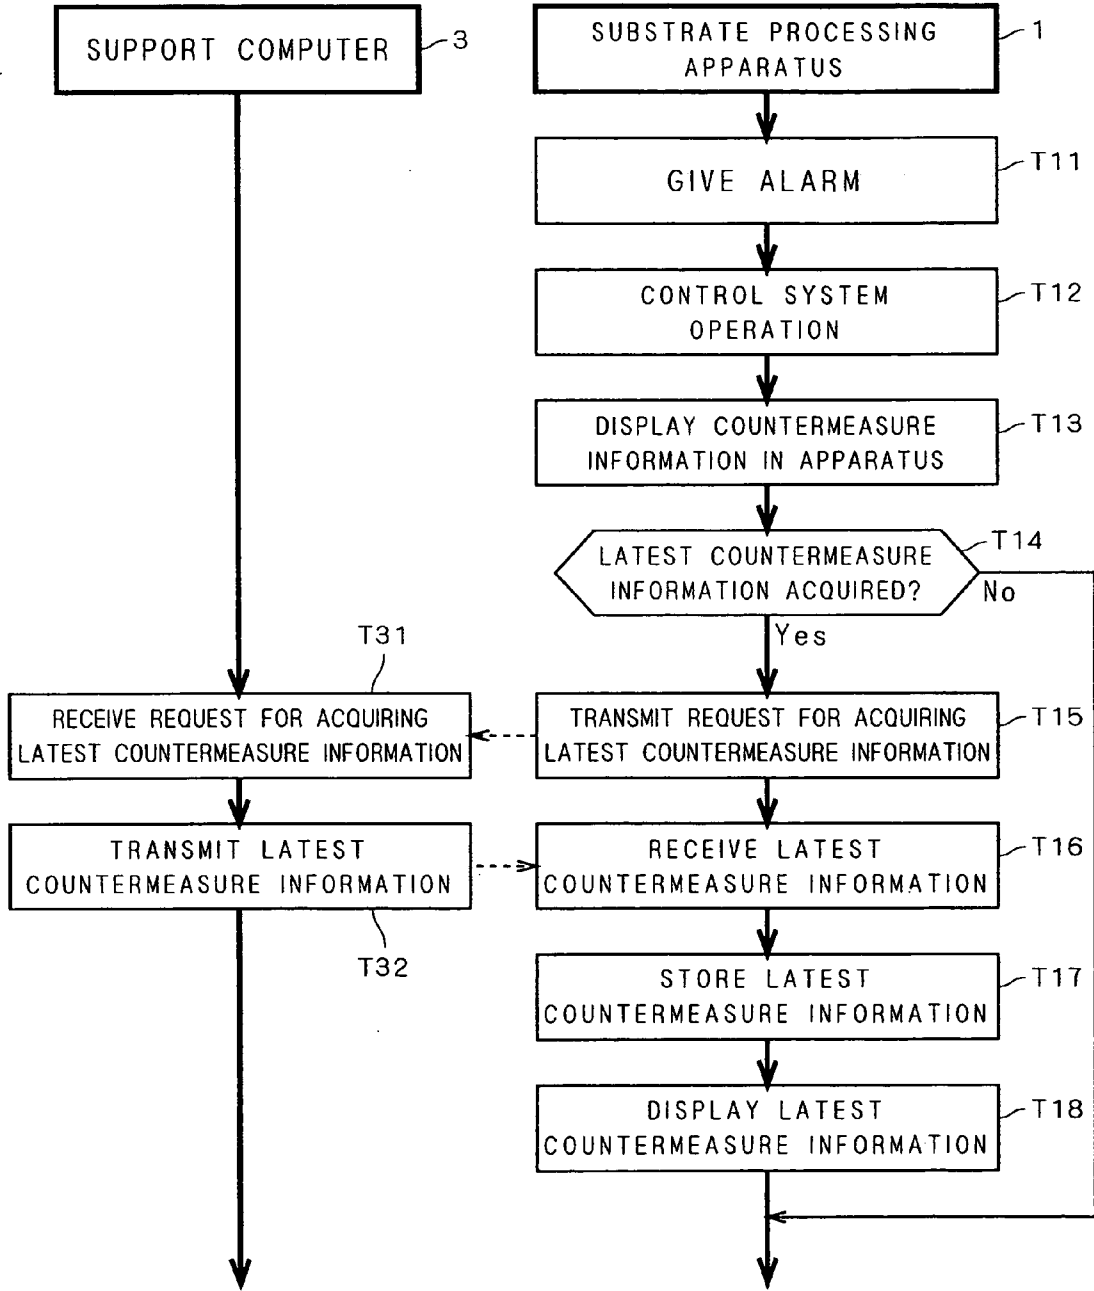 SUPPORT COMPUTER
3
SUBSTRATE PROCESSING
APPARATUS
1
GIVE ALARM
T11
CONTROL SYSTEM
OPERATION
T12
DISPLAY COUNTERMEASURE
INFORMATION IN APPARATUS
T13
LATEST COUNTERMEASURE
INFORMATION ACQUIRED?
T14
No
Yes
T31
RECEIVE REQUEST FOR ACQUIRING
LATEST COUNTERMEASURE INFORMATION
TRANSMIT REQUEST FOR ACQUIRING
LATEST COUNTERMEASURE INFORMATION
T15
TRANSMIT LATEST
COUNTERMEASURE INFORMATION
T32
RECEIVE LATEST
COUNTERMEASURE INFORMATION
T16
STORE LATEST
COUNTERMEASURE INFORMATION
T17
DISPLAY LATEST
COUNTERMEASURE INFORMATION
T18